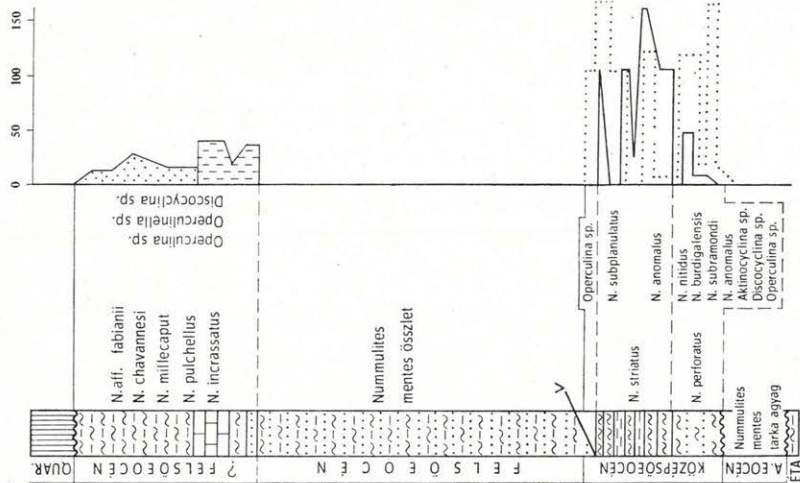 150
100
50
0
Discocyclina sp.
Operculinella sp.
Operculina sp.
N.aff. fabianii
N. chavannesi
N. millecaput
N. pulchellus
N. incrassatus
Nummulites
mentes összlet
Operculina sp.
N. subplanulatus
N. anomalus
N. nitidus
N. burdigalensis
N. subramondi
N. anomalus
Aktinocyclina sp.
Discocyclina sp.
Operculina sp.
N. striatus
N. perforatus
Nummulites
mentes
tarka agyag
V
QUAR.
? FELSŐEOCÉN
FELSŐEOCÉN
KÖZÉPSŐEOCÉN
A. EOCÉN